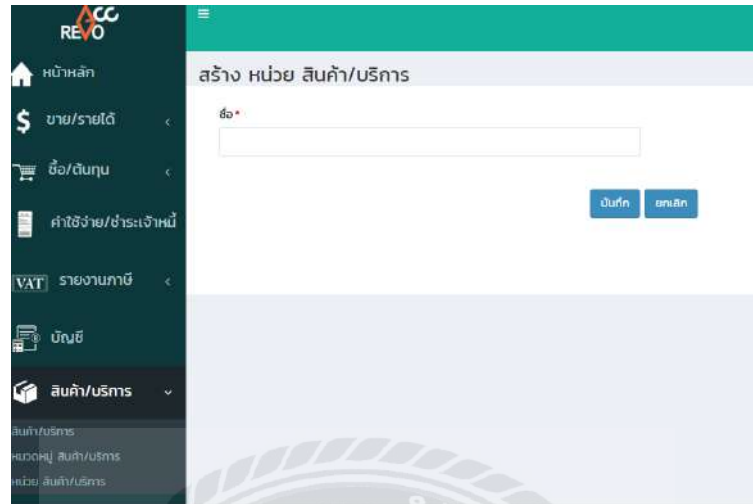 REVO ACC
หน้าหลัก
ขาย/รายได้
ซื้อ/ต้นทุน
ค่าใช้จ่าย/ชำระเจ้าหนี้
VAT รายงานภาษี
บัญชี
สินค้า/บริการ
สินค้า/บริการ
หมวดหมู่ สินค้า/บริการ
หน่วย สินค้า/บริการ
สร้าง หน่วย สินค้า/บริการ
ชื่อ*
บันทึก ยกเลิก